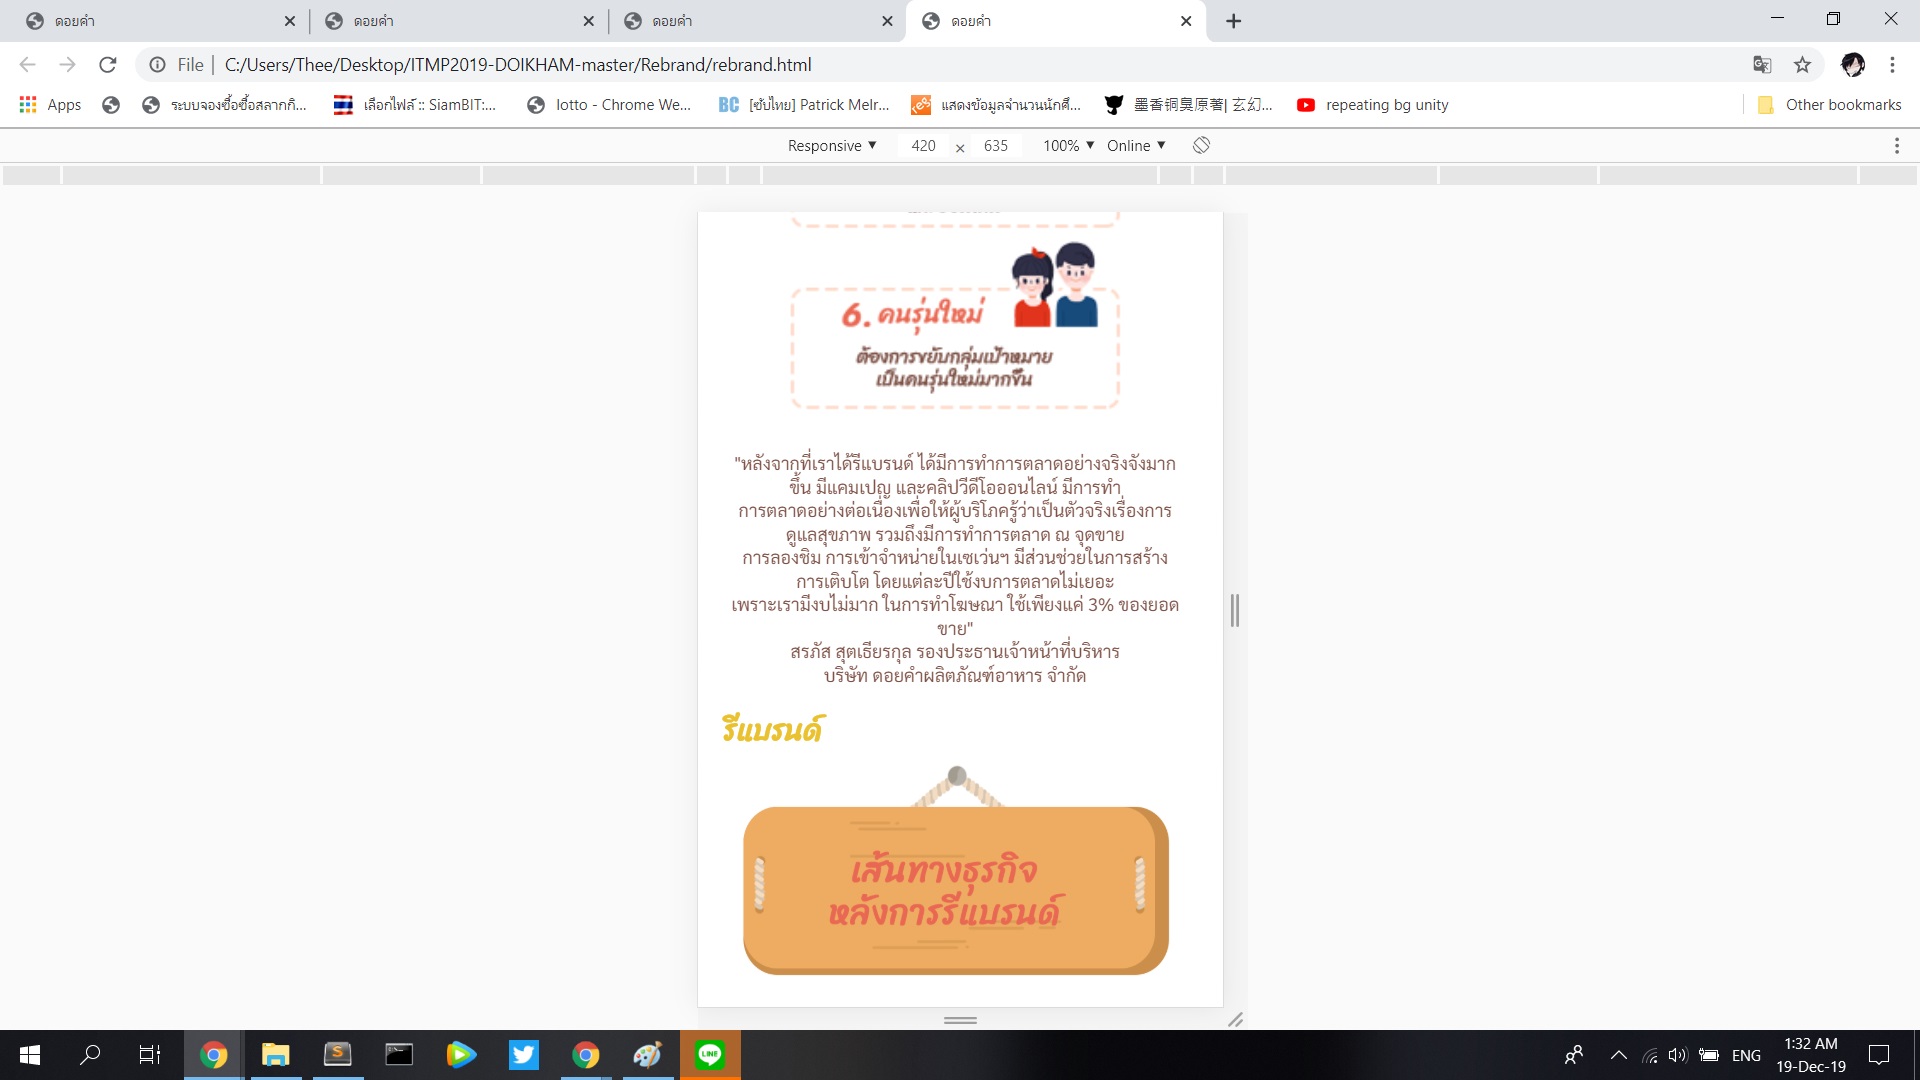 ดอยคำ
ดอยคำ
ดอยคำ
ดอยคำ
File
C:/Users/Thee/Desktop/ITMP2019-DOIKHAM-master/Rebrand/rebrand.html
Apps
ระบบจองซื้อซื้อสลากกิ...
เลือกไฟล์ :: SiamBIT:...
lotto - Chrome We...
[ซับไทย] Patrick Melr...
แสดงข้อมูลจำนวนนักศึ...
墨香铜臭原著| 玄幻...
repeating bg unity
Other bookmarks
Responsive
420 × 635
100%
Online
6. คนรุ่นใหม่
ต้องการขยับกลุ่มเป้าหมาย
เป็นคนรุ่นใหม่มากขึ้น
"หลังจากที่เราได้รีแบรนด์ ได้มีการทำการตลาดอย่างจริงจังมาก
ขึ้น มีแคมเปญ และคลิปวีดีโอออนไลน์ มีการทำ
การตลาดอย่างต่อเนื่องเพื่อให้ผู้บริโภครู้ว่าเป็นตัวจริงเรื่องการ
ดูแลสุขภาพ รวมถึงมีการทำการตลาด ณ จุดขาย
การลองชิม การเข้าจำหน่ายในเซเว่นฯ มีส่วนช่วยในการสร้าง
การเติบโต โดยแต่ละปีใช้งบการตลาดไม่เยอะ
เพราะเรามีงบไม่มาก ในการทำโฆษณา ใช้เพียงแค่ 3% ของยอด
ขาย"
สรภัส สุตเธียรกุล รองประธานเจ้าหน้าที่บริหาร
บริษัท ดอยคำผลิตภัณฑ์อาหาร จำกัด
รีแบรนด์
เส้นทางธุรกิจ
หลังการรีแบรนด์
ENG
1:32 AM
19-Dec-19